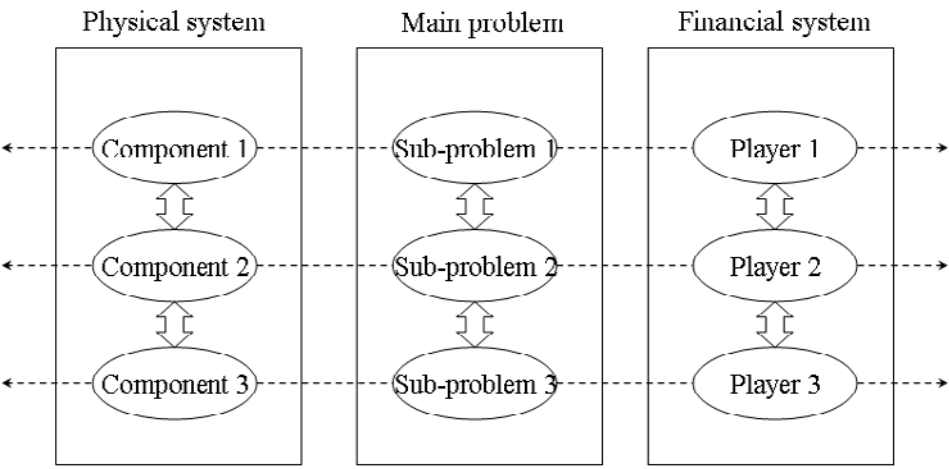 Physical system
Main problem
Financial system
Component 1
Sub-problem 1
Player 1
Component 2
Sub-problem 2
Player 2
Component 3
Sub-problem 3
Player 3